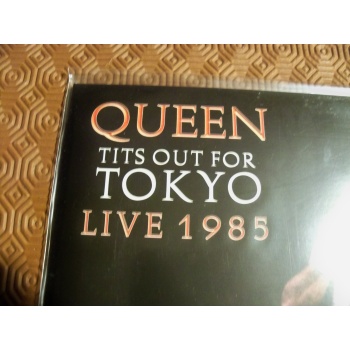 QUEEN
TITS OUT FOR
TOKYO
LIVE 1985